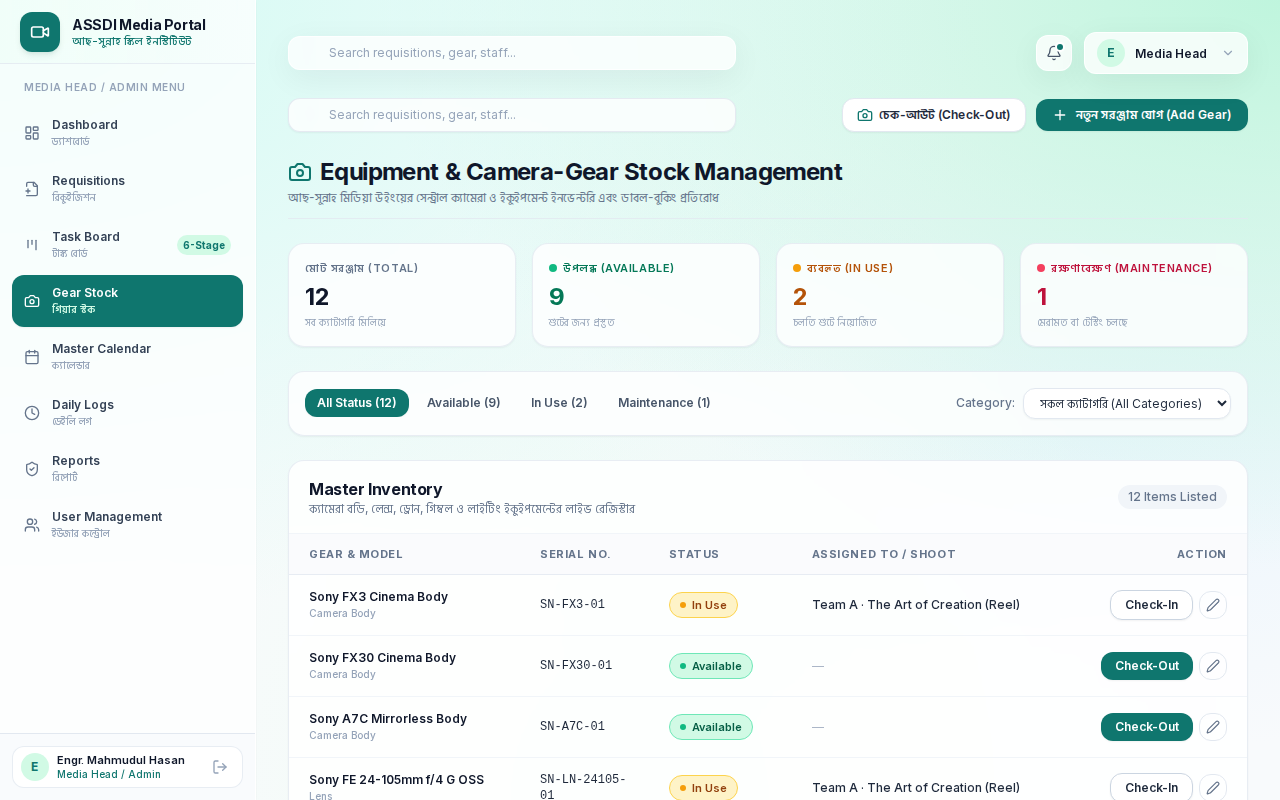 ASSDI Media Portal
আছ-সুন্নাহ স্কিল ইনস্টিটিউট
MEDIA HEAD / ADMIN MENU
Dashboard
ড্যাশবোর্ড
Requisitions
রিকুইজিশন
Task Board
টাস্ক বোর্ড
6-Stage
Gear Stock
গিয়ার স্টক
Master Calendar
ক্যালেন্ডার
Daily Logs
ডেইলি লগ
Reports
রিপোর্ট
User Management
ইউজার কন্ট্রোল
E
Engr. Mahmudul Hasan
Media Head / Admin
Search requisitions, gear, staff...
E
Media Head
Search requisitions, gear, staff...
চেক-আউট (Check-Out)
নতুন সরঞ্জাম যোগ (Add Gear)
Equipment & Camera-Gear Stock Management
আছ-সুন্নাহ মিডিয়া উইংয়ের সেন্ট্রাল ক্যামেরা ও ইকুইপমেন্ট ইনভেন্টরি এবং ডাবল-বুকিং প্রতিরোধ
মোট সরঞ্জাম (TOTAL)
12
সব ক্যাটাগরি মিলিয়ে
উপলব্ধ (AVAILABLE)
9
শুটের জন্য প্রস্তুত
ব্যবহৃত (IN USE)
2
চলতি শুটে নিয়োজিত
রক্ষণাবেক্ষণ (MAINTENANCE)
1
মেরামত বা টেস্টিং চলছে
All Status (12)
Available (9)
In Use (2)
Maintenance (1)
Category:
সকল ক্যাটাগরি (All Categories)
Master Inventory
ক্যামেরা বডি, লেন্স, ড্রোন, গিম্বল ও লাইটিং ইকুইপমেন্টের লাইভ রেজিস্টার
12 Items Listed
GEAR & MODEL SERIAL NO. STATUS ASSIGNED TO / SHOOT ACTION
Sony FX3 Cinema Body
Camera Body
SN-FX3-01
In Use
Team A · The Art of Creation (Reel)
Check-In
Sony FX30 Cinema Body
Camera Body
SN-FX30-01
Available
—
Check-Out
Sony A7C Mirrorless Body
Camera Body
SN-A7C-01
Available
—
Check-Out
Sony FE 24-105mm f/4 G OSS
Lens
SN-LN-24105-
01
In Use
Team A · The Art of Creation (Reel)
Check-In